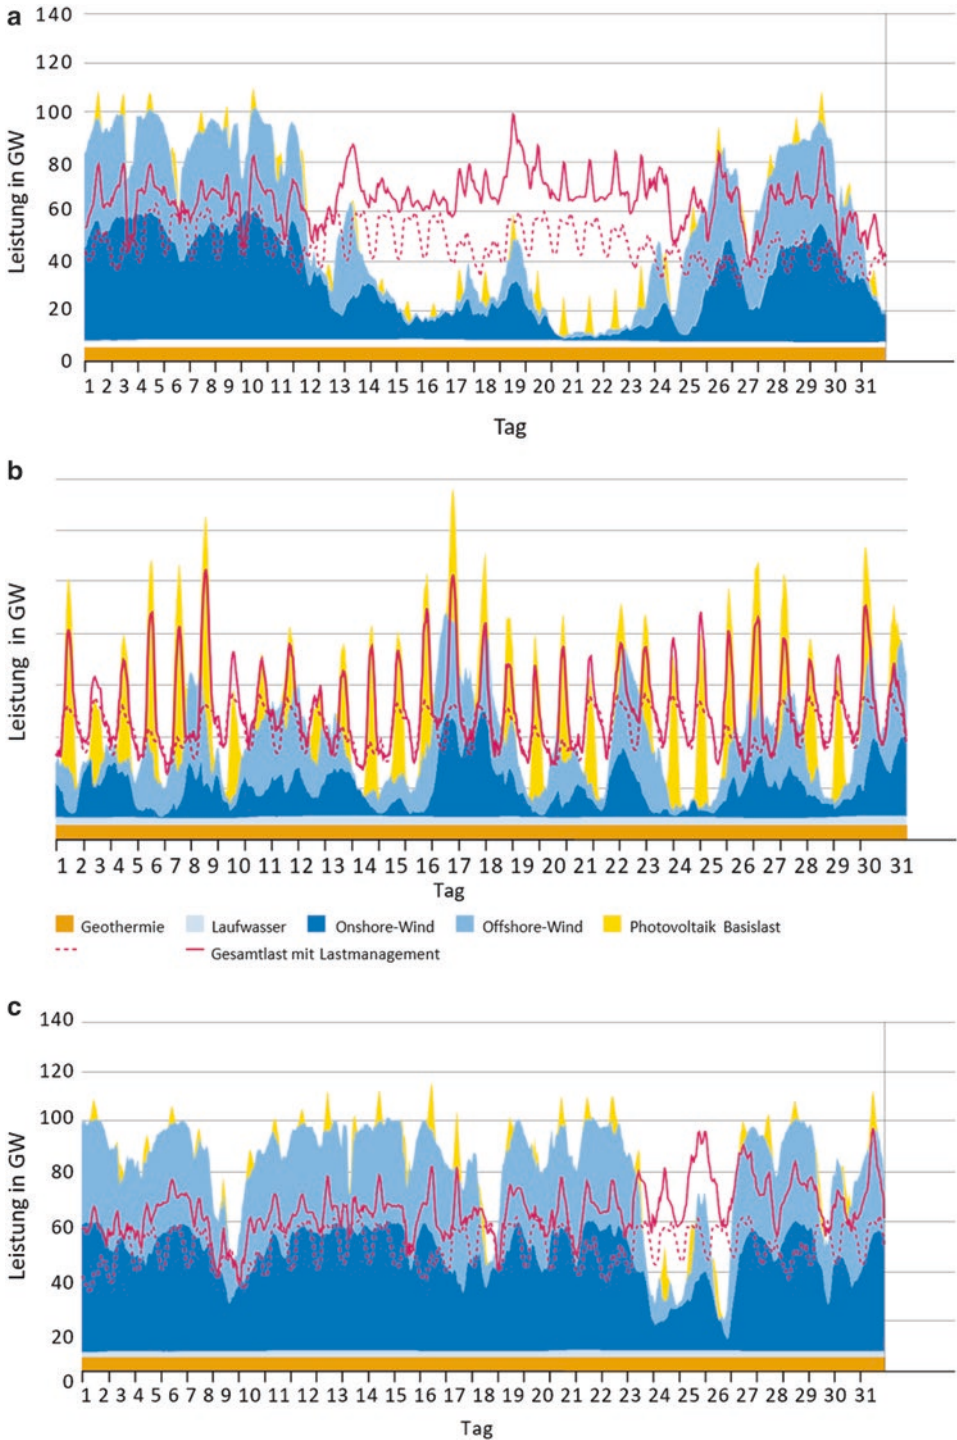 a
140
120
100
80
60
40
20
0
Leistung in GW
1 2 3 4 5 6 7 8 9 10 11 12 13 14 15 16 17 18 19 20 21 22 23 24 25 26 27 28 29 30 31
Tag
b
Leistung in GW
1 2 3 4 5 6 7 8 9 10 11 12 13 14 15 16 17 18 19 20 21 22 23 24 25 26 27 28 29 30 31
Tag
Geothermie Laufwasser Onshore-Wind Offshore-Wind Photovoltaik Basislast
Gesamtlast mit Lastmanagement
c
140
120
100
80
60
40
20
0
Leistung in GW
1 2 3 4 5 6 7 8 9 10 11 12 13 14 15 16 17 18 19 20 21 22 23 24 25 26 27 28 29 30 31
Tag